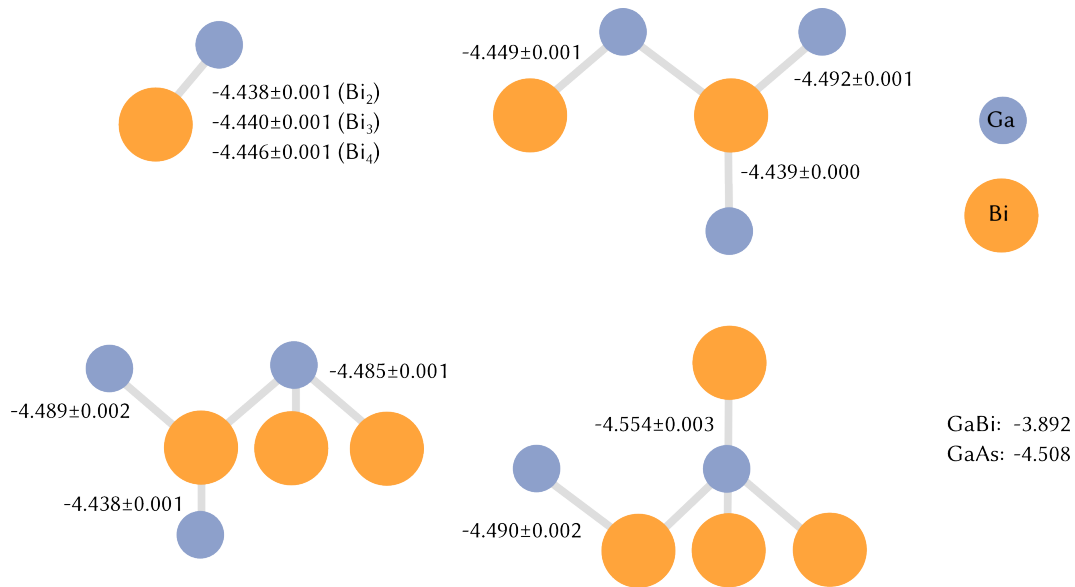 -4.438±0.001 (Bi₂)
-4.440±0.001 (Bi₃)
-4.446±0.001 (Bi₄)
-4.449±0.001
-4.492±0.001
-4.439±0.000
Ga
Bi
-4.485±0.001
-4.489±0.002
-4.438±0.001
-4.554±0.003
-4.490±0.002
GaBi: -3.892
GaAs: -4.508